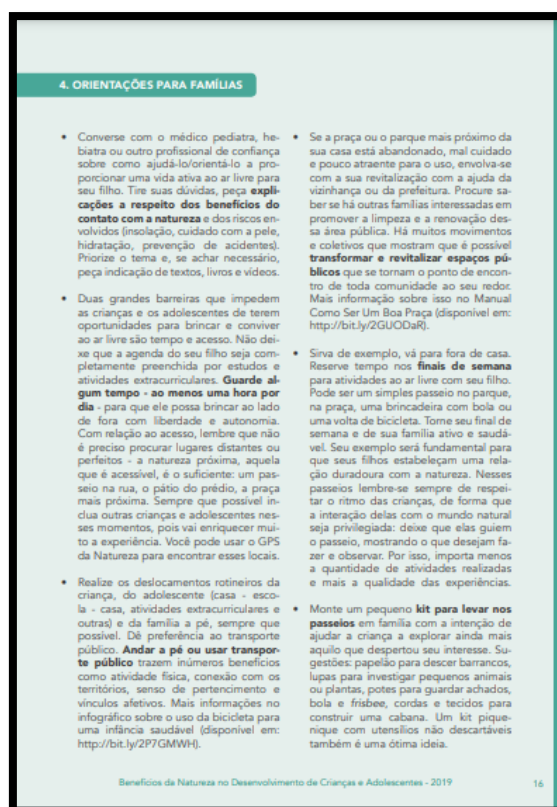 4. ORIENTAÇÕES PARA FAMÍLIAS
• Converse com o médico pediatra, he-
biatra ou outro profissional de confiança
sobre como ajudá-lo/orientá-lo a pro-
porcionar uma vida ativa ao ar livre para
seu filho. Tire suas dúvidas, peça expli-
cações a respeito dos benefícios do
contato com a natureza e dos riscos en-
volvidos (insolação, cuidado com a pele,
hidratação, prevenção de acidentes).
Priorize o tema e, se achar necessário,
peça indicação de textos, livros e vídeos.
• Duas grandes barreiras que impedem
as crianças e os adolescentes de terem
oportunidades para brincar e conviver
ao ar livre são tempo e acesso. Não dei-
xe que a agenda do seu filho seja com-
pletamente preenchida por estudos e
atividades extracurriculares. Guarde al-
gum tempo - ao menos uma hora por
dia - para que ele possa brincar ao lado
de fora com liberdade e autonomia.
Com relação ao acesso, lembre que não
é preciso procurar lugares distantes ou
perfeitos - a natureza próxima, aquela
que é acessível, é o suficiente: um pas-
seio na rua, o pátio do prédio, a praça
mais próxima. Sempre que possível in-
clua outras crianças e adolescentes nes-
ses momentos, pois vai enriquecer mui-
to a experiência. Você pode usar o GPS
da Natureza para encontrar esses locais.
• Realize os deslocamentos rotineiros da
criança, do adolescente (casa - esco-
la - casa, atividades extracurriculares e
outras) e da família a pé, sempre que
possível. Dê preferência ao transporte
público. Andar a pé ou usar transpor-
te público trazem inúmeros benefícios
como atividade física, conexão com os
territórios, senso de pertencimento e
vínculos afetivos. Mais informações no
infográfico sobre o uso da bicicleta para
uma infância saudável (disponível em:
http://bit.ly/2P7GMWH).
• Se a praça ou o parque mais próximo da
sua casa está abandonado, mal cuidado
e pouco atraente para o uso, envolva-se
com a sua revitalização com a ajuda da
vizinhança ou da prefeitura. Procure sa-
ber se há outras famílias interessadas em
promover a limpeza e a renovação des-
sa área pública. Há muitos movimentos
e coletivos que mostram que é possível
transformar e revitalizar espaços pú-
blicos que se tornam o ponto de encon-
tro de toda comunidade ao seu redor.
Mais informação sobre isso no Manual
Como Ser Um Boa Praça (disponível em:
http://bit.ly/2GUODaR).
• Sirva de exemplo, vá para fora de casa.
Reserve tempo nos finais de semana
para atividades ao ar livre com seu filho.
Pode ser um simples passeio no parque,
na praça, uma brincadeira com bola ou
uma volta de bicicleta. Torne seu final de
semana e de sua família ativo e saudá-
vel. Seu exemplo será fundamental para
que seus filhos estabeleçam uma rela-
ção duradoura com a natureza. Nesses
passeios lembre-se sempre de respei-
tar o ritmo das crianças, de forma que
a interação delas com o mundo natural
seja privilegiada: deixe que elas guiem
o passeio, mostrando o que desejam fa-
zer e observar. Por isso, importa menos
a quantidade de atividades realizadas
e mais a qualidade das experiências.
• Monte um pequeno kit para levar nos
passeios em família com a intenção de
ajudar a criança a explorar ainda mais
aquilo que despertou seu interesse. Su-
gestões: papelão para descer barrancos,
lupas para investigar pequenos animais
ou plantas, potes para guardar achados,
bola e frisbee, cordas e tecidos para
construir uma cabana. Um kit pique-
nique com utensílios não descartáveis
também é uma ótima ideia.
Benefícios da Natureza no Desenvolvimento de Crianças e Adolescentes - 2019
16